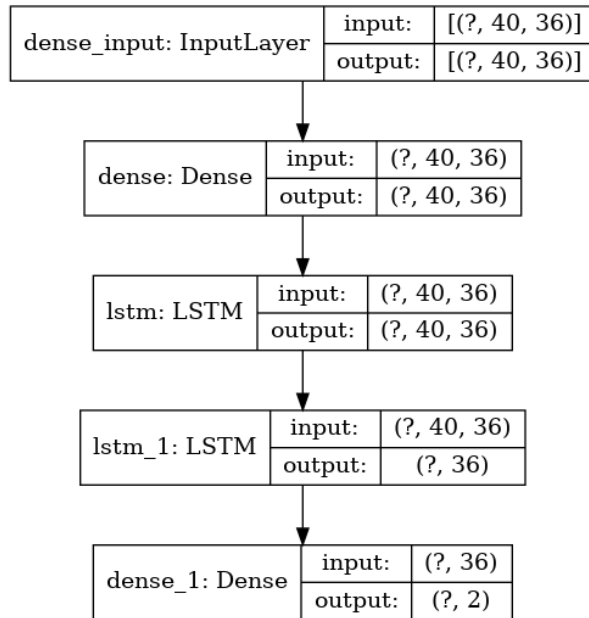 dense_input: InputLayer
input: [(?, 40, 36)]
output: [(?, 40, 36)]
dense: Dense
input: (?, 40, 36)
output: (?, 40, 36)
lstm: LSTM
input: (?, 40, 36)
output: (?, 40, 36)
lstm_1: LSTM
input: (?, 40, 36)
output: (?, 36)
dense_1: Dense
input: (?, 36)
output: (?, 2)